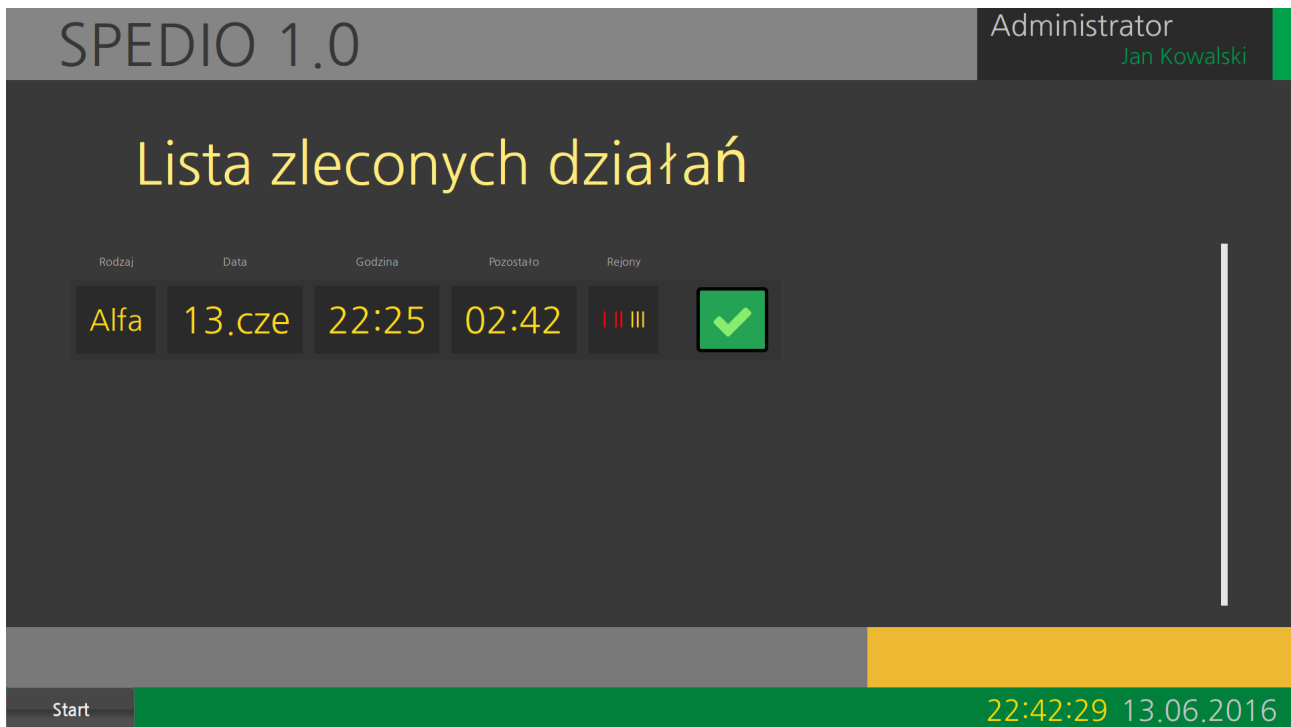 SPEDIO 1.0
Administrator
Jan Kowalski
Lista zleconych działań
Rodzaj Data Godzina Pozostało Rejony
Alfa 13.cze 22:25 02:42 I II III
Start
22:42:29 13.06.2016